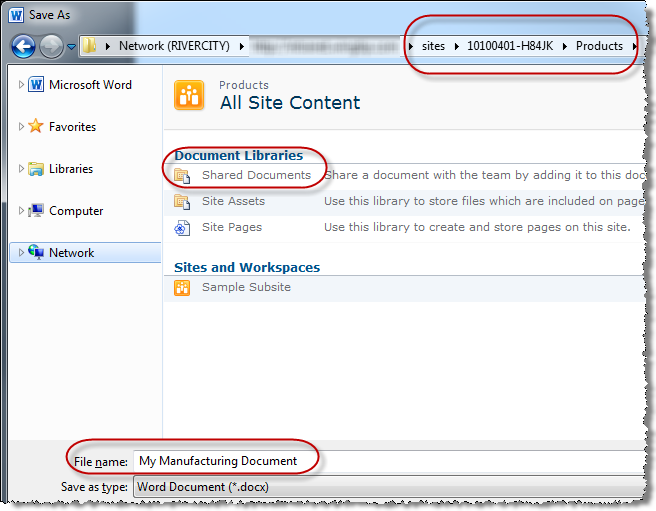 Save As
Network (RIVERCITY) sites 10100401-H84JK Products
Microsoft Word
Favorites
Libraries
Computer
Network
Products
All Site Content
Document Libraries
Shared Documents Share a document with the team by adding it to this doc
Site Assets Use this library to store files which are included on page
Site Pages Use this library to create and store pages on this site.
Sites and Workspaces
Sample Subsite
File name: My Manufacturing Document
Save as type: Word Document (*.docx)